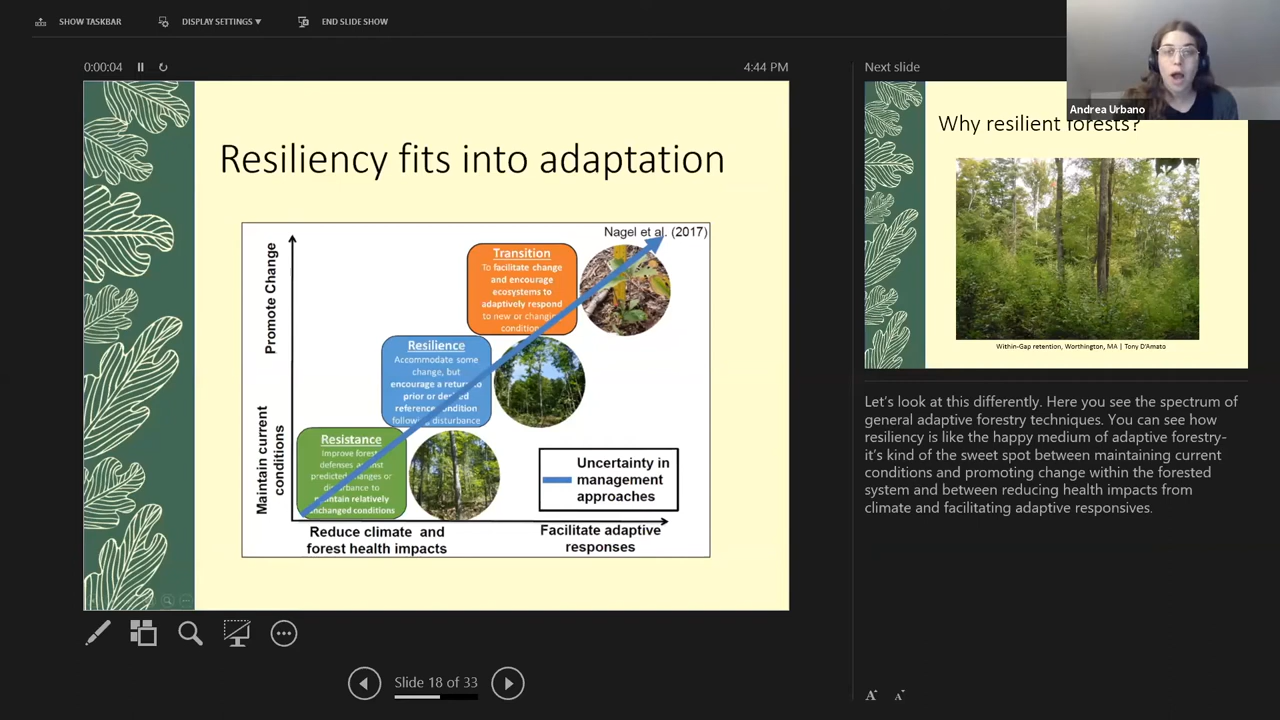 SHOW TASKBAR
DISPLAY SETTINGS ▼
END SLIDE SHOW
0:00:04
4:44 PM
Resiliency fits into adaptation
Nagel et al. (2017)
Promote Change
Maintain current
conditions
Transition
To facilitate change
and encourage
ecosystems to
adaptively respond
to new or changing
conditions
Resilience
Accommodate some
change, but
encourage a return to
prior or desired
reference condition
following disturbance
Resistance
Improve forest
defenses against
predicted changes or
disturbance to
maintain relatively
unchanged conditions
Uncertainty in
management
approaches
Reduce climate and
forest health impacts
Facilitate adaptive
responses
Slide 18 of 33
Next slide
Andrea Urbano
Why resilient forests?
Within-Gap retention, Worthington, MA | Tony D'Amato
Let's look at this differently. Here you see the spectrum of
general adaptive forestry techniques. You can see how
resiliency is like the happy medium of adaptive forestry-
it's kind of the sweet spot between maintaining current
conditions and promoting change within the forested
system and between reducing health impacts from
climate and facilitating adaptive responsives.
A
A